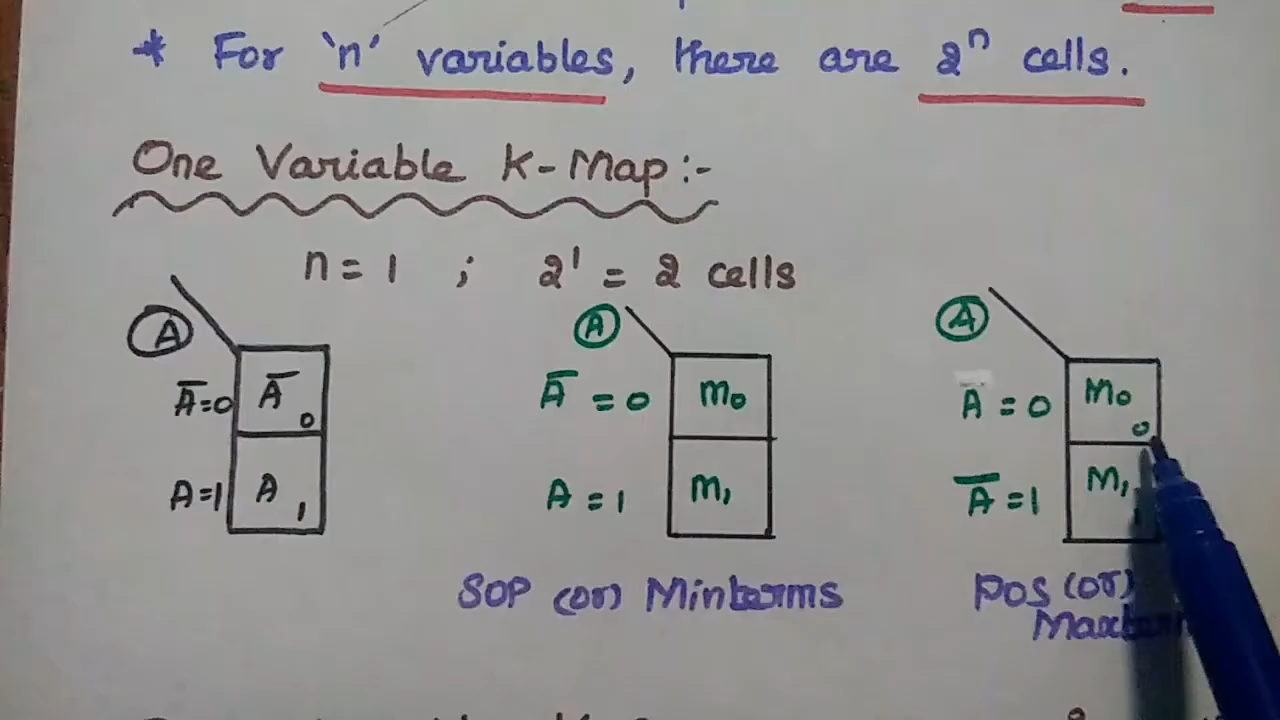 * For 'n' variables, there are 2ⁿ cells.
One Variable K-Map :-
n = 1 ; 2¹ = 2 cells
A
A̅=0 A̅ 0
A=1 A 1
A
A̅ = 0 m₀
A = 1 m₁
SOP (or) Minterms
A
A = 0 M₀ 0
A̅ = 1 M₁
POS (or)